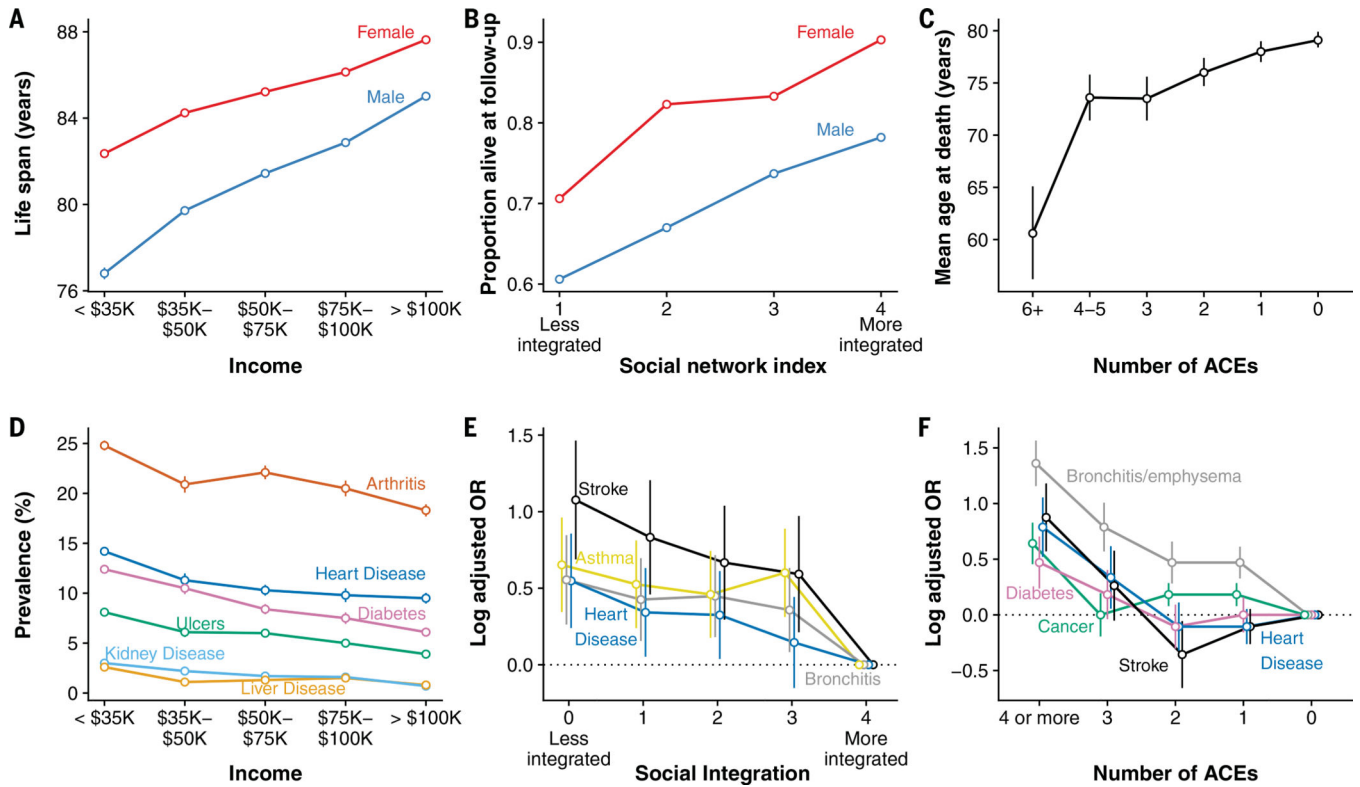 A
Life span (years)
88
84
80
76
Female
Male
< $35K
$35K–
$50K
$50K–
$75K
$75K–
$100K
> $100K
Income
B
Proportion alive at follow-up
0.9
0.8
0.7
0.6
Female
Male
1
2
3
4
Less
integrated
More
integrated
Social network index
C
Mean age at death (years)
80
75
70
65
60
6+
4–5
3
2
1
0
Number of ACEs
D
Prevalence (%)
25
20
15
10
5
0
Arthritis
Heart Disease
Diabetes
Ulcers
Kidney Disease
Liver Disease
< $35K
$35K–
$50K
$50K–
$75K
$75K–
$100K
> $100K
Income
E
Log adjusted OR
1.5
1.0
0.5
0.0
Stroke
Asthma
Heart
Disease
Bronchitis
0
1
2
3
4
Less
integrated
More
integrated
Social Integration
F
Log adjusted OR
1.5
1.0
0.5
0.0
−0.5
Bronchitis/emphysema
Diabetes
Cancer
Stroke
Heart
Disease
4 or more
3
2
1
0
Number of ACEs